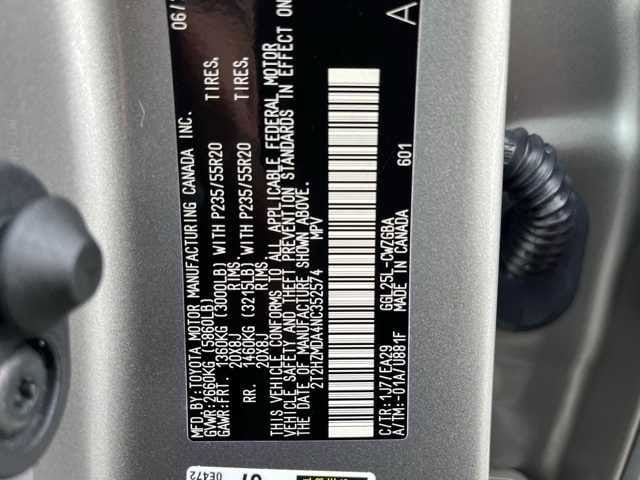 MFD.BY:TOYOTA MOTOR MANUFACTURING CANADA INC. 06/
GVWR:2660KG (5860LB)
GAWR:FRT. 1360KG (3000LB) WITH P235/55R20 TIRES.
20X8J RIMS.
RR. 1460KG (3215LB) WITH P235/55R20 TIRES.
20X8J RIMS.
THIS VEHICLE CONFORMS TO ALL APPLICABLE FEDERAL MOTOR
VEHICLE SAFETY AND THEFT PREVENTION STANDARDS IN EFFECT ON
THE DATE OF MANUFACTURE SHOWN ABOVE.
2T2HZMDA4NC352574 MPV A
601
C/TR:1J7/EA29 GGL25L-CWZGBA
A/TM:-01A/U881F MADE IN CANADA
0E472